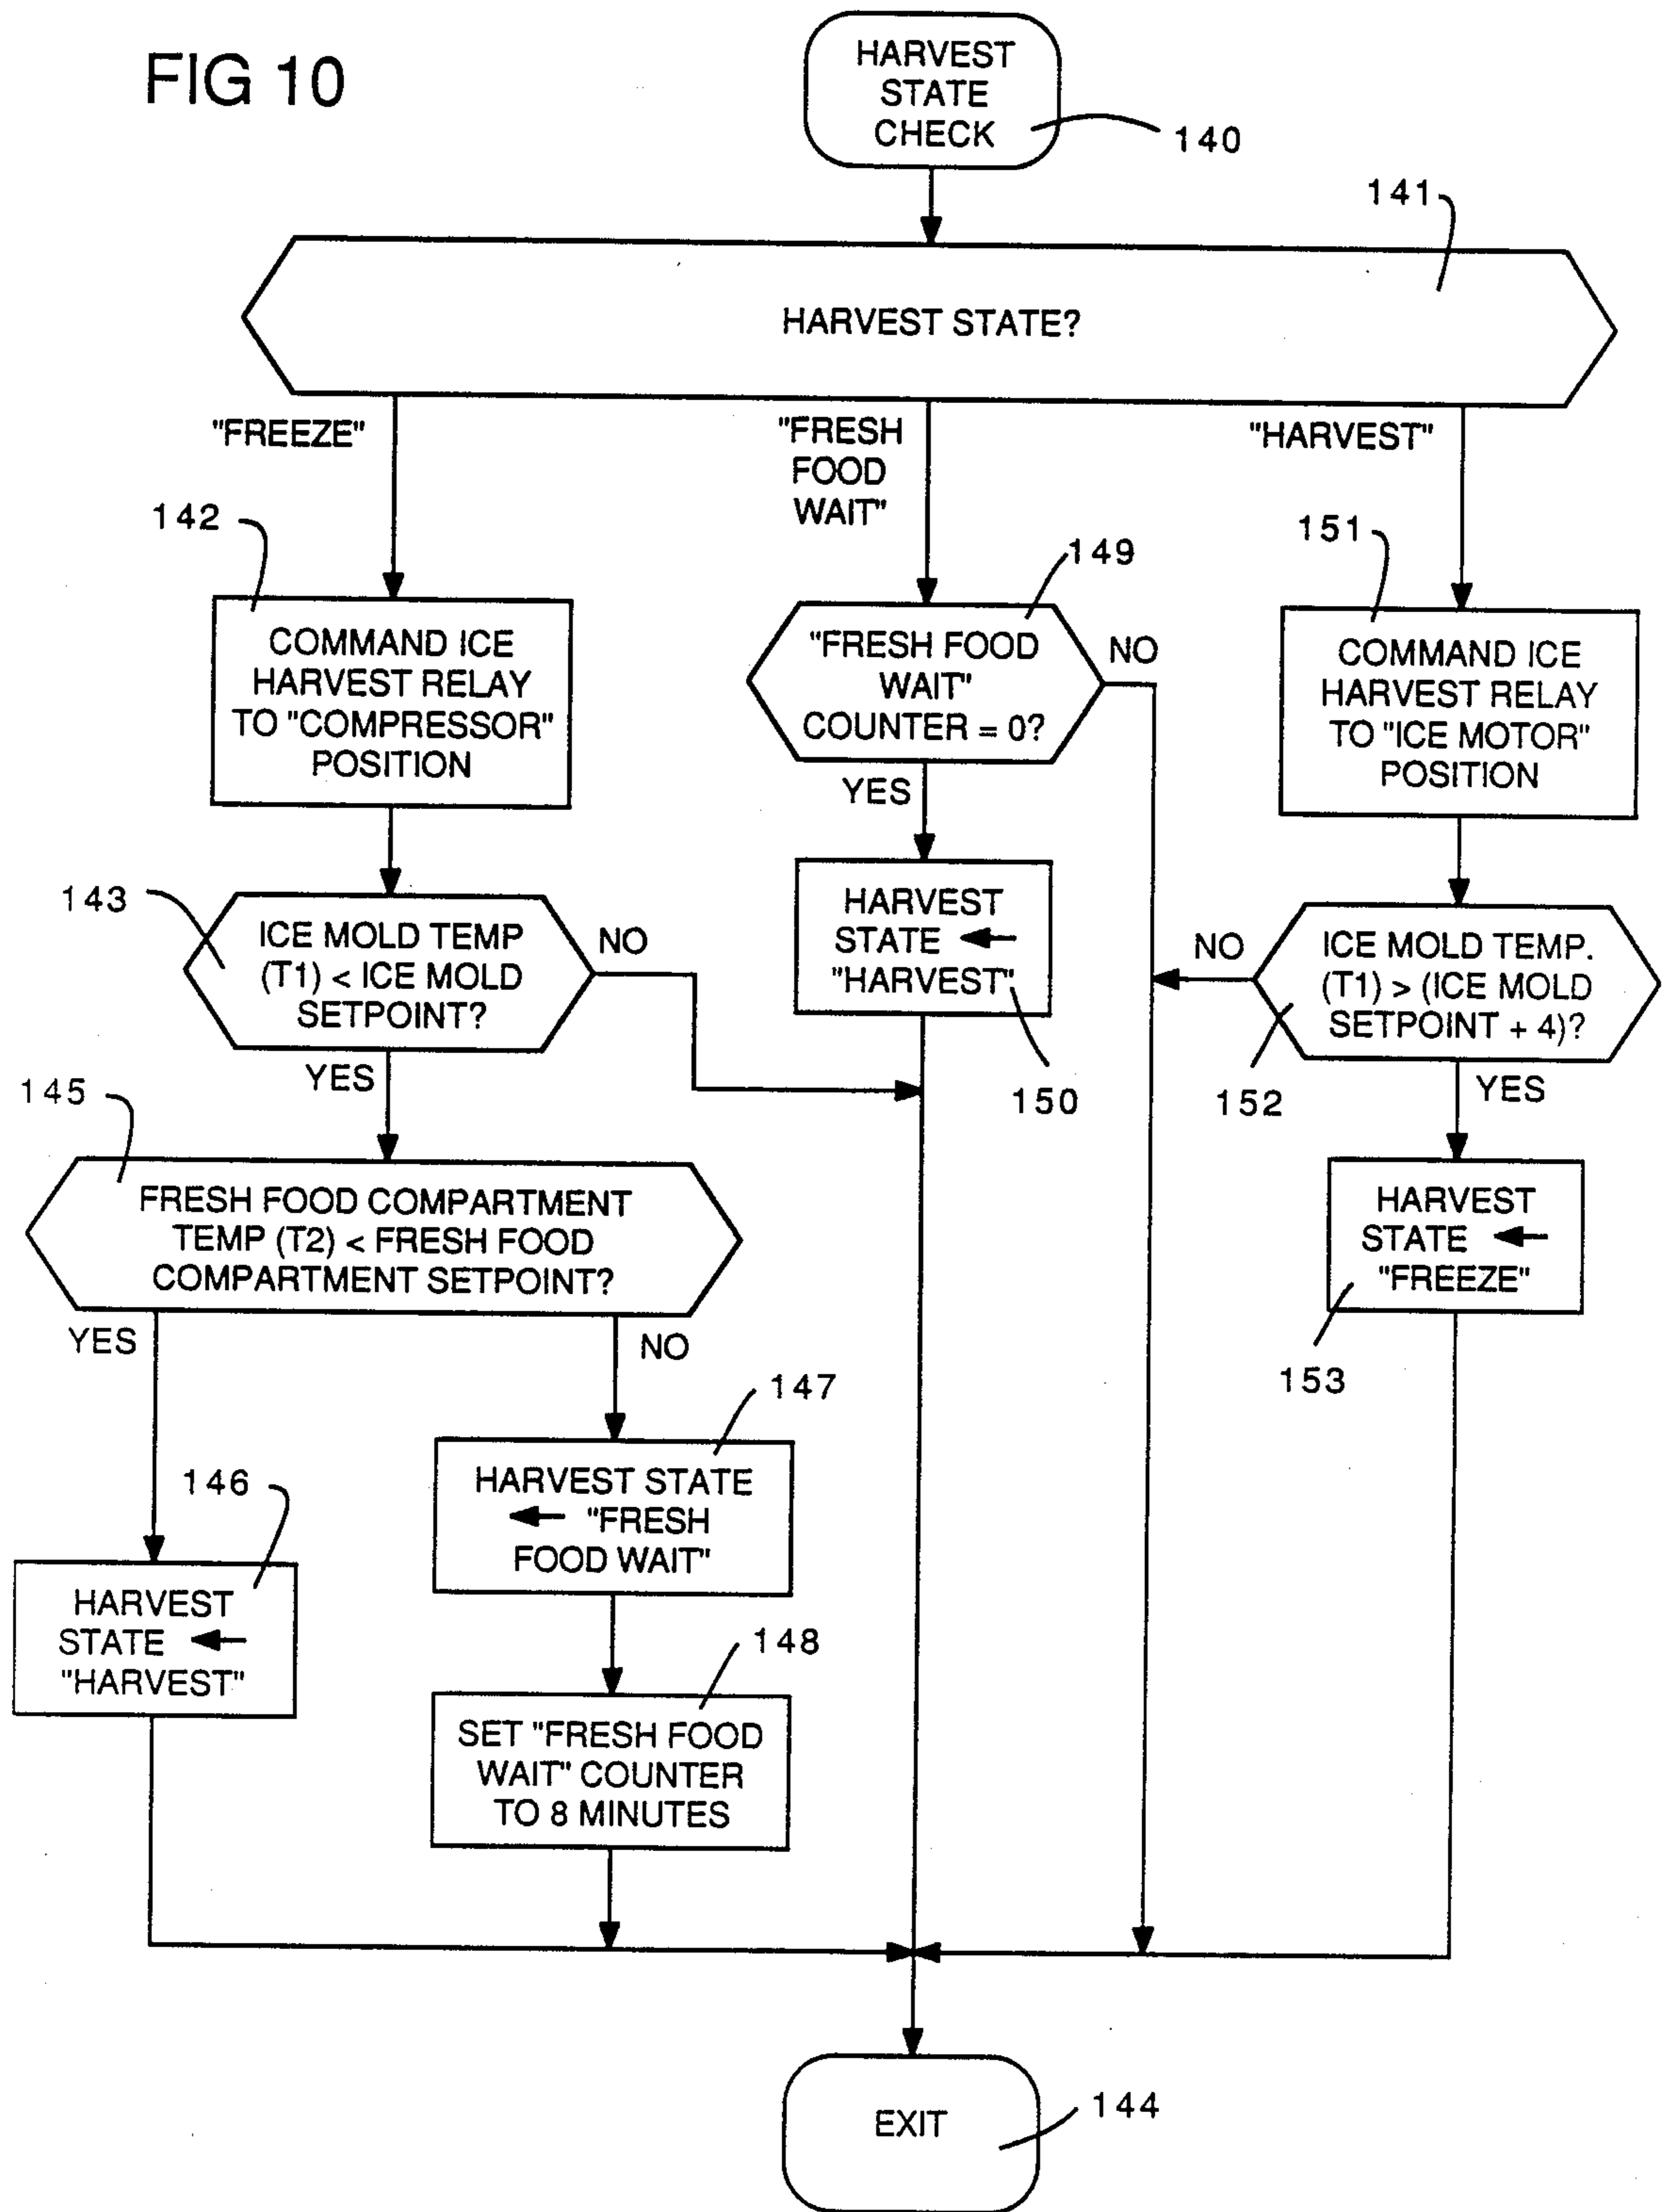 FIG 10
HARVEST
STATE
CHECK
140
141
HARVEST STATE?
"FREEZE"
"FRESH
FOOD
WAIT"
"HARVEST"
142
COMMAND ICE
HARVEST RELAY
TO "COMPRESSOR"
POSITION
149
"FRESH FOOD
WAIT"
COUNTER = 0?
NO
YES
151
COMMAND ICE
HARVEST RELAY
TO "ICE MOTOR"
POSITION
143
ICE MOLD TEMP
(T1) < ICE MOLD
SETPOINT?
NO
YES
HARVEST
STATE ←
"HARVEST"
150
NO
ICE MOLD TEMP.
(T1) > (ICE MOLD
SETPOINT + 4)?
152
YES
145
FRESH FOOD COMPARTMENT
TEMP (T2) < FRESH FOOD
COMPARTMENT SETPOINT?
YES
NO
HARVEST
STATE ←
"FREEZE"
153
147
HARVEST STATE
← "FRESH
FOOD WAIT"
146
HARVEST
STATE ←
"HARVEST"
148
SET "FRESH FOOD
WAIT" COUNTER
TO 8 MINUTES
EXIT
144